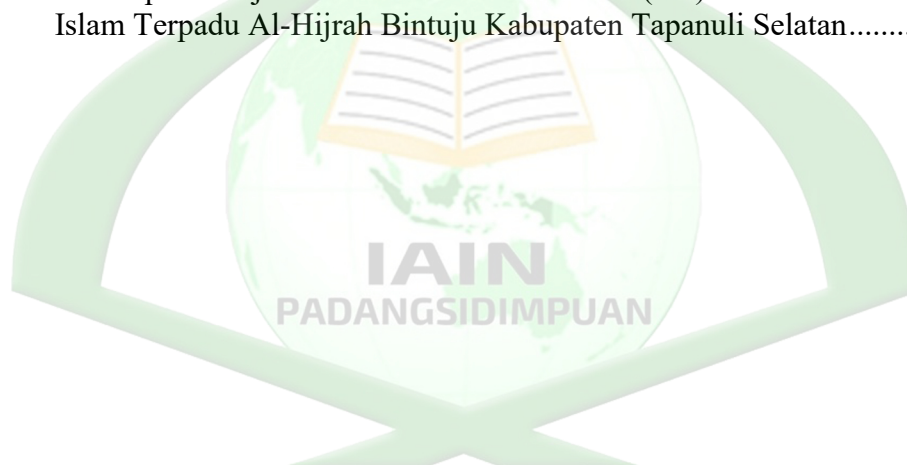 Islam Terpadu Al-Hijrah Bintuju Kabupaten Tapanuli Selatan........
IAIN
PADANGSIDIMPUAN